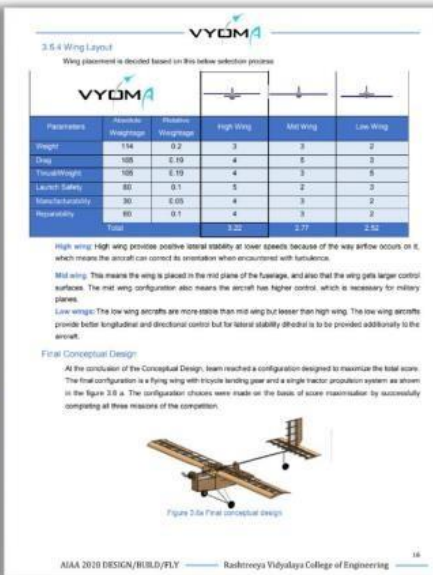 VYOMA
3.5.4 Wing Layout
Wing placement is decided based on this below selection process
VYOMA
Parameters Absolute Weightage Relative Weightage High Wing Mid Wing Low Wing
Weight 114 0.2 3 3 2
Drag 108 0.19 4 5 3
Thrust/Weight 108 0.19 4 3 5
Launch Safety 60 0.1 5 2 3
Manufacturability 30 0.05 4 3 2
Reparability 60 0.1 4 3 2
Total 3.22 2.77 2.52
High wing: High wing provides positive lateral stability at lower speeds because of the way airflow occurs on it,
which means the aircraft can correct its orientation when encountered with turbulence.
Mid wing: This means the wing is placed in the mid plane of the fuselage, and also that the wing gets larger control
surfaces. The mid wing configuration also means the aircraft has higher control, which is necessary for military
planes.
Low wings: The low wing aircrafts are more stable than mid wing but lesser than high wing. The low wing aircrafts
provide better longitudinal and directional control but for lateral stability dihedral is to be provided additionally to the
aircraft.
Final Conceptual Design
At the conclusion of the Conceptual Design, team reached a configuration designed to maximize the total score.
The final configuration is a flying wing with tricycle landing gear and a single tractor propulsion system as shown
in the figure 3.6 a. The configuration choices were made on the basis of score maximisation by successfully
completing all three missions of the competition.
Figure 3.6a Final conceptual design
16
AIAA 2020 DESIGN/BUILD/FLY Rashtreeya Vidyalaya College of Engineering